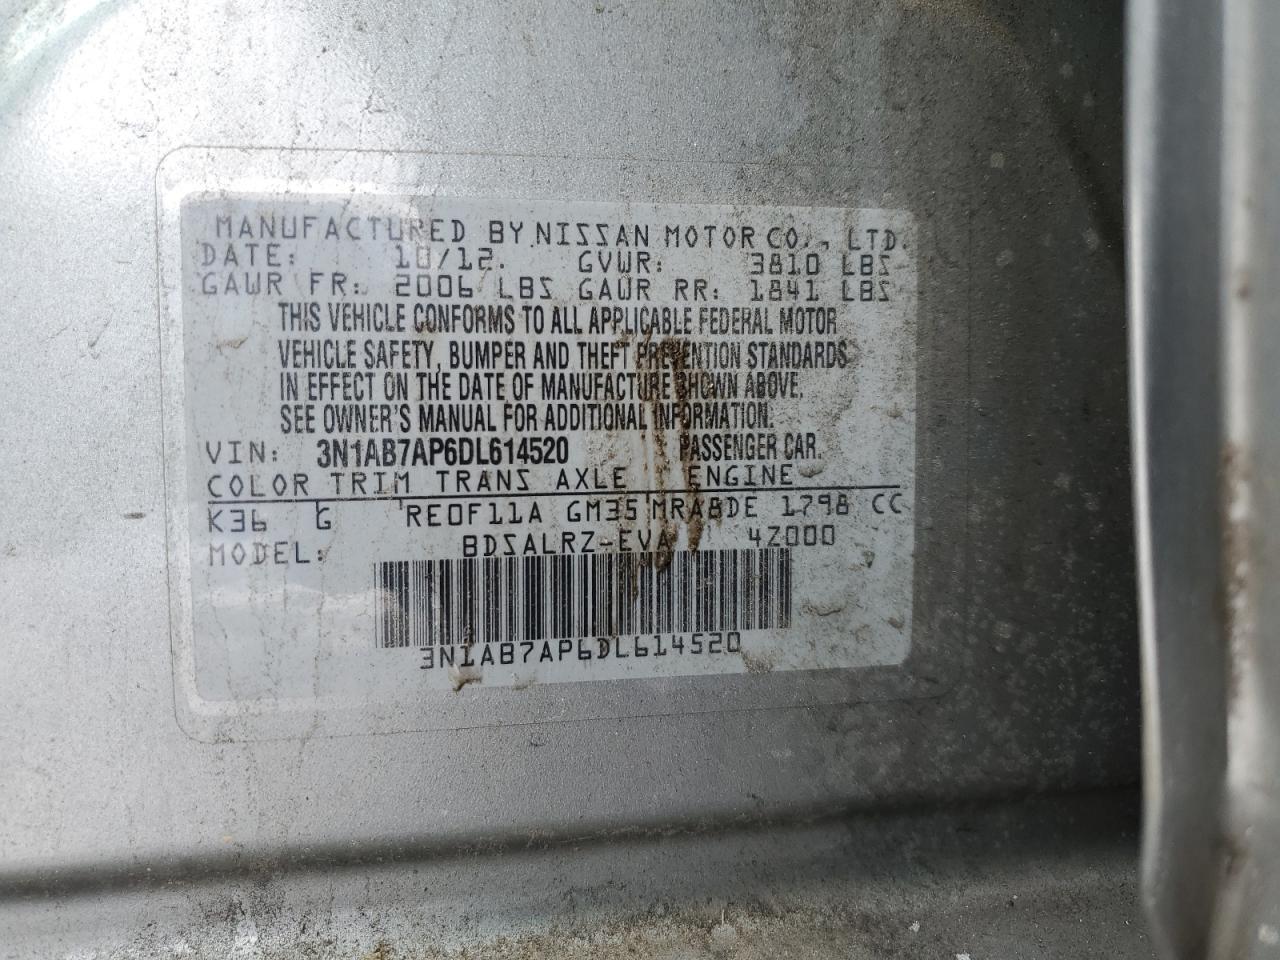 MANUFACTURED BY NISSAN MOTOR CO., LTD.
DATE: 10/12. GVWR: 3810 LBS
GAWR FR: 2006 LBS GAWR RR: 1841 LBS
THIS VEHICLE CONFORMS TO ALL APPLICABLE FEDERAL MOTOR
VEHICLE SAFETY, BUMPER AND THEFT PREVENTION STANDARDS
IN EFFECT ON THE DATE OF MANUFACTURE SHOWN ABOVE.
SEE OWNER'S MANUAL FOR ADDITIONAL INFORMATION.
VIN: 3N1AB7AP6DL614520 PASSENGER CAR.
COLOR TRIM TRANS AXLE ENGINE
K36 G RE0F11A GM35 MRA8DE 1798 CC
MODEL: BDSALRZ-EVA 4Z000
3N1AB7AP6DL614520